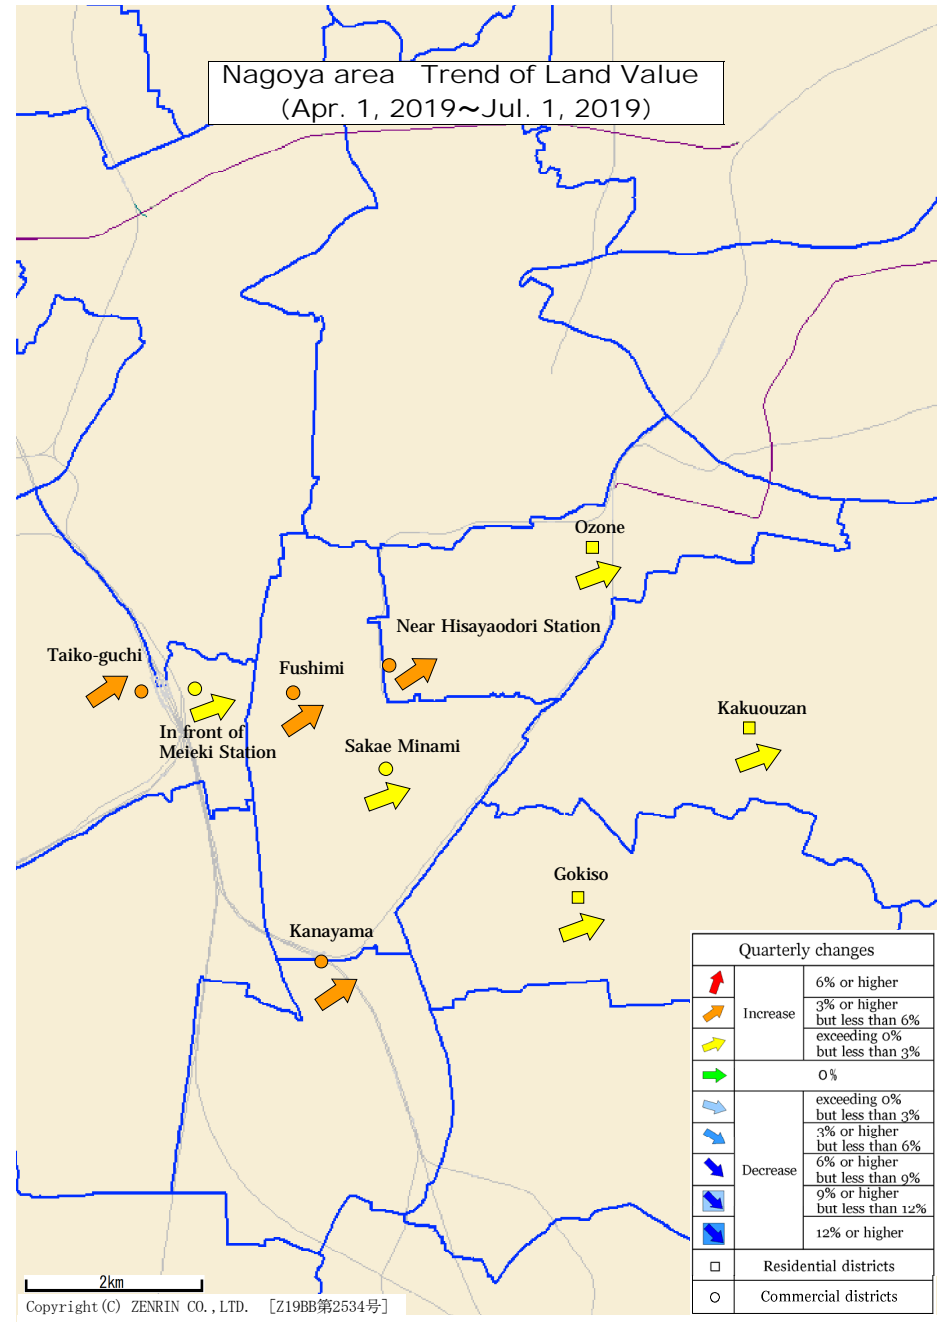 Nagoya area Trend of Land Value
(Apr. 1, 2019～Jul. 1, 2019)
Ozone
Near Hisayaodori Station
Taiko-guchi
Fushimi
Kakuouzan
In front of
Meieki Station
Sakae Minami
Gokiso
Kanayama
Quarterly changes
Increase
6% or higher
3% or higher
but less than 6%
exceeding 0%
but less than 3%
0%
Decrease
exceeding 0%
but less than 3%
3% or higher
but less than 6%
6% or higher
but less than 9%
9% or higher
but less than 12%
12% or higher
Residential districts
Commercial districts
2km
Copyright(C) ZENRIN CO.,LTD. [Z19BB第2534号]